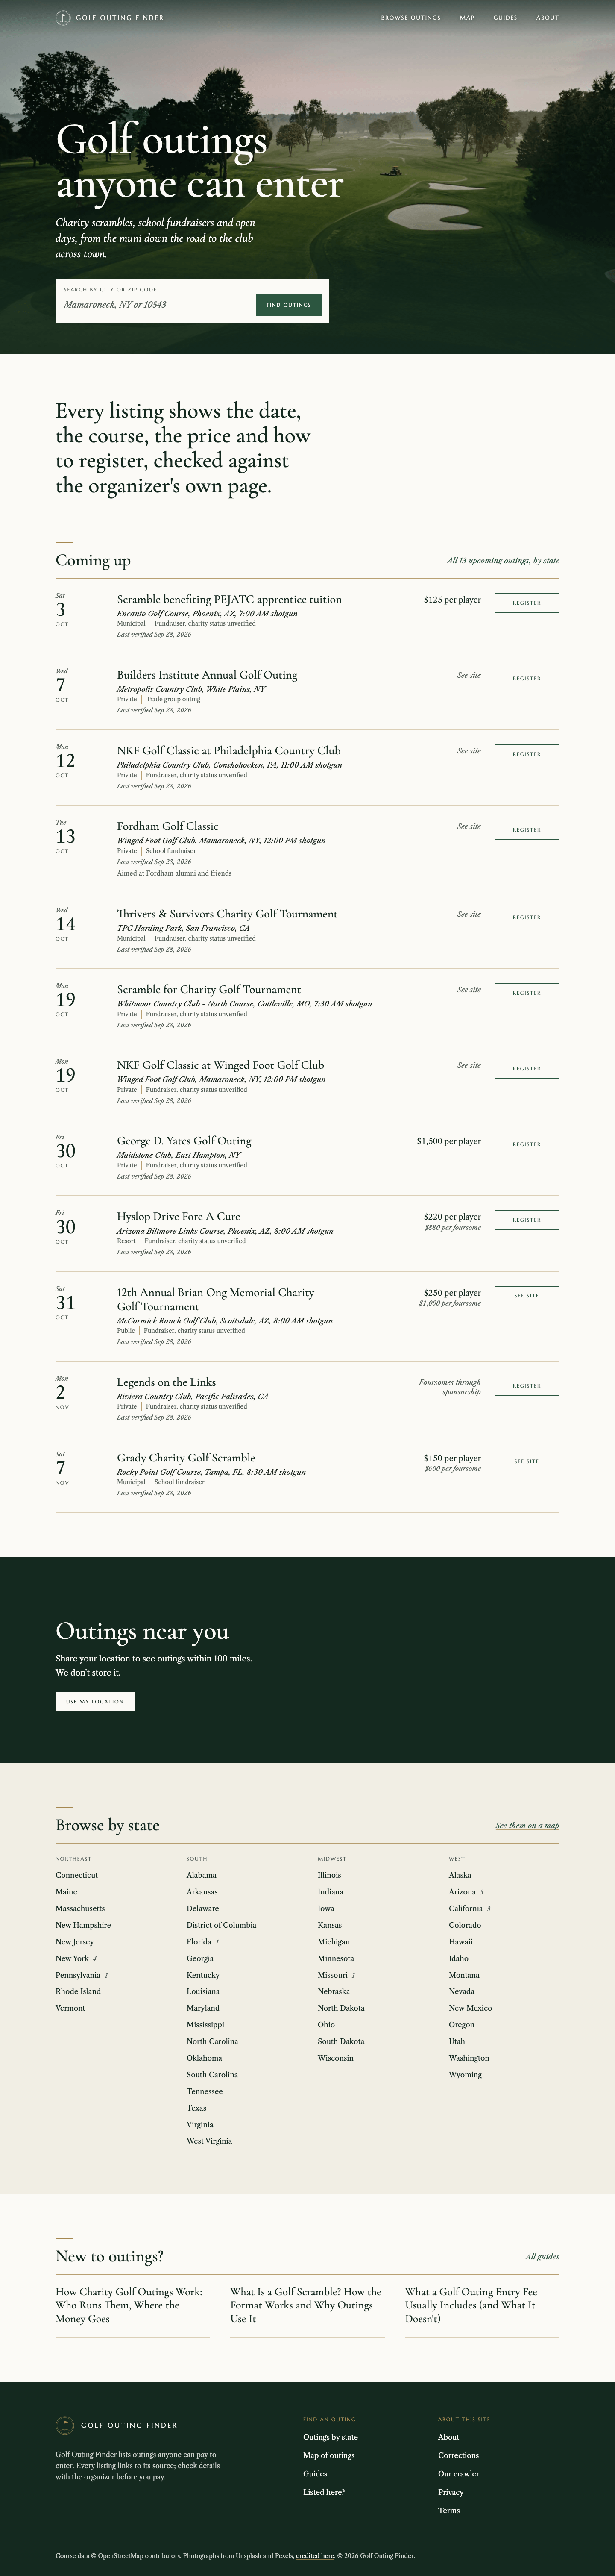 GOLF OUTING FINDER
BROWSE OUTINGS MAP GUIDES ABOUT
Golf outings
anyone can enter
Charity scrambles, school fundraisers and open
days, from the muni down the road to the club
across town.
SEARCH BY CITY OR ZIP CODE
Mamaroneck, NY or 10543
FIND OUTINGS
Every listing shows the date,
the course, the price and how
to register, checked against
the organizer's own page.
Coming up
All 13 upcoming outings, by state
Sat
3
OCT
Scramble benefiting PEJATC apprentice tuition
Encanto Golf Course, Phoenix, AZ, 7:00 AM shotgun
Municipal | Fundraiser, charity status unverified
Last verified Sep 28, 2026
$125 per player
REGISTER
Wed
7
OCT
Builders Institute Annual Golf Outing
Metropolis Country Club, White Plains, NY
Private | Trade group outing
Last verified Sep 28, 2026
See site
REGISTER
Mon
12
OCT
NKF Golf Classic at Philadelphia Country Club
Philadelphia Country Club, Conshohocken, PA, 11:00 AM shotgun
Private | Fundraiser, charity status unverified
Last verified Sep 28, 2026
See site
REGISTER
Tue
13
OCT
Fordham Golf Classic
Winged Foot Golf Club, Mamaroneck, NY, 12:00 PM shotgun
Private | School fundraiser
Last verified Sep 28, 2026
Aimed at Fordham alumni and friends
See site
REGISTER
Wed
14
OCT
Thrivers & Survivors Charity Golf Tournament
TPC Harding Park, San Francisco, CA
Municipal | Fundraiser, charity status unverified
Last verified Sep 28, 2026
See site
REGISTER
Mon
19
OCT
Scramble for Charity Golf Tournament
Whitmoor Country Club - North Course, Cottleville, MO, 7:30 AM shotgun
Private | Fundraiser, charity status unverified
Last verified Sep 28, 2026
See site
REGISTER
Mon
19
OCT
NKF Golf Classic at Winged Foot Golf Club
Winged Foot Golf Club, Mamaroneck, NY, 12:00 PM shotgun
Private | Fundraiser, charity status unverified
Last verified Sep 28, 2026
See site
REGISTER
Fri
30
OCT
George D. Yates Golf Outing
Maidstone Club, East Hampton, NY
Private | Fundraiser, charity status unverified
Last verified Sep 28, 2026
$1,500 per player
REGISTER
Fri
30
OCT
Hyslop Drive Fore A Cure
Arizona Biltmore Links Course, Phoenix, AZ, 8:00 AM shotgun
Resort | Fundraiser, charity status unverified
Last verified Sep 28, 2026
$220 per player
$880 per foursome
REGISTER
Sat
31
OCT
12th Annual Brian Ong Memorial Charity
Golf Tournament
McCormick Ranch Golf Club, Scottsdale, AZ, 8:00 AM shotgun
Public | Fundraiser, charity status unverified
Last verified Sep 28, 2026
$250 per player
$1,000 per foursome
SEE SITE
Mon
2
NOV
Legends on the Links
Riviera Country Club, Pacific Palisades, CA
Private | Fundraiser, charity status unverified
Last verified Sep 28, 2026
Foursomes through
sponsorship
REGISTER
Sat
7
NOV
Grady Charity Golf Scramble
Rocky Point Golf Course, Tampa, FL, 8:30 AM shotgun
Municipal | School fundraiser
Last verified Sep 28, 2026
$150 per player
$600 per foursome
SEE SITE
Outings near you
Share your location to see outings within 100 miles.
We don't store it.
USE MY LOCATION
Browse by state
See them on a map
NORTHEAST
Connecticut
Maine
Massachusetts
New Hampshire
New Jersey
New York 4
Pennsylvania 1
Rhode Island
Vermont
SOUTH
Alabama
Arkansas
Delaware
District of Columbia
Florida 1
Georgia
Kentucky
Louisiana
Maryland
Mississippi
North Carolina
Oklahoma
South Carolina
Tennessee
Texas
Virginia
West Virginia
MIDWEST
Illinois
Indiana
Iowa
Kansas
Michigan
Minnesota
Missouri 1
Nebraska
North Dakota
Ohio
South Dakota
Wisconsin
WEST
Alaska
Arizona 3
California 3
Colorado
Hawaii
Idaho
Montana
Nevada
New Mexico
Oregon
Utah
Washington
Wyoming
New to outings?
All guides
How Charity Golf Outings Work:
Who Runs Them, Where the
Money Goes
What Is a Golf Scramble? How the
Format Works and Why Outings
Use It
What a Golf Outing Entry Fee
Usually Includes (and What It
Doesn't)
GOLF OUTING FINDER
Golf Outing Finder lists outings anyone can pay to
enter. Every listing links to its source; check details
with the organizer before you pay.
FIND AN OUTING
Outings by state
Map of outings
Guides
Listed here?
ABOUT THIS SITE
About
Corrections
Our crawler
Privacy
Terms
Course data © OpenStreetMap contributors. Photographs from Unsplash and Pexels, credited here. © 2026 Golf Outing Finder.